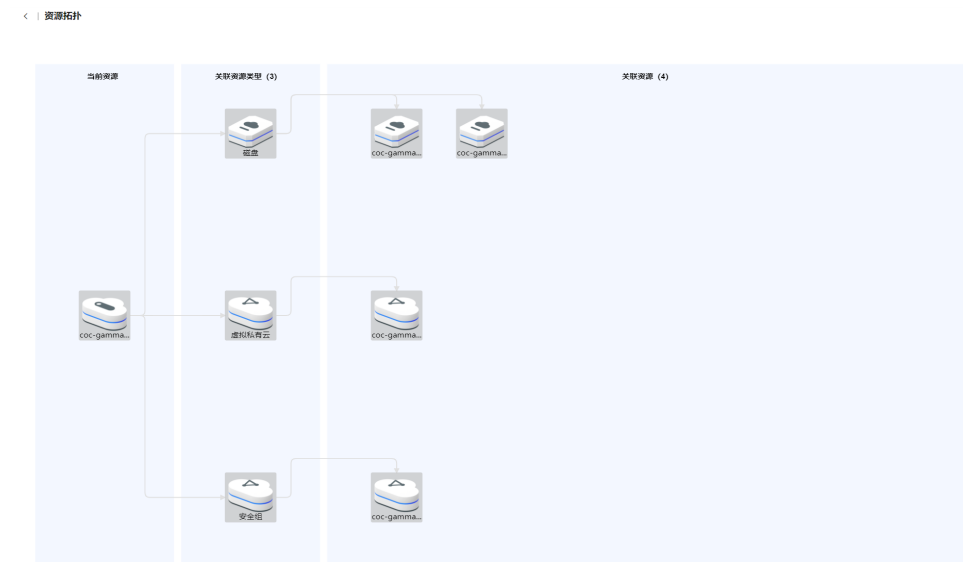 资源拓扑
当前资源
关联资源类型 (3)
关联资源 (4)
磁盘
coc-gamma...
coc-gamma...
coc-gamma...
虚拟私有云
coc-gamma...
安全组
coc-gamma...